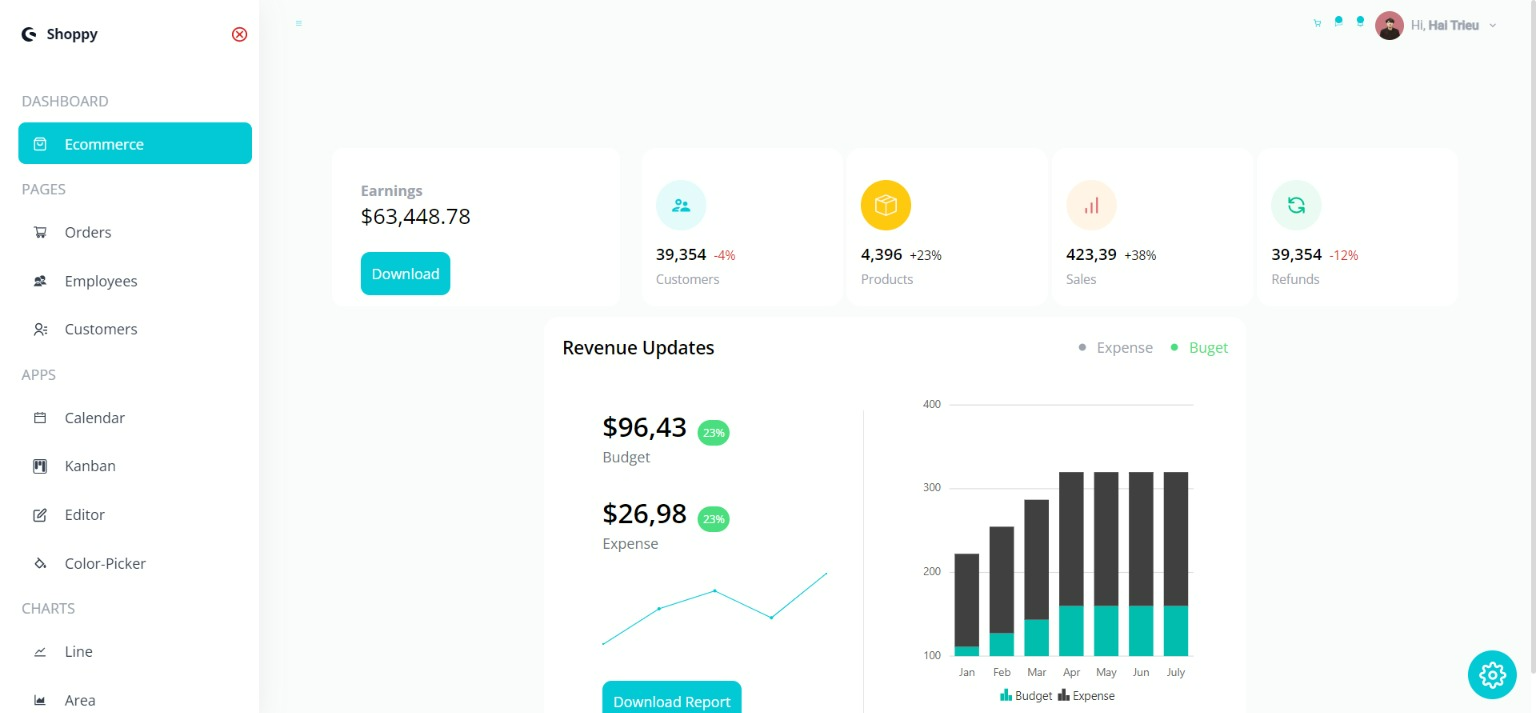 Shoppy
Hi, Hai Trieu
DASHBOARD
Ecommerce
PAGES
Orders
Employees
Customers
APPS
Calendar
Kanban
Editor
Color-Picker
CHARTS
Line
Area
Earnings
$63,448.78
Download
39,354 -4%
Customers
4,396 +23%
Products
423,39 +38%
Sales
39,354 -12%
Refunds
Revenue Updates
Expense
Buget
$96,43 23%
Budget
$26,98 23%
Expense
Download Report
400
300
200
100
Jan Feb Mar Apr May Jun July
Budget Expense